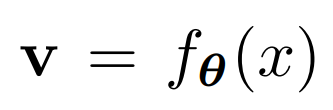 𝐯 = f_𝜽(x)